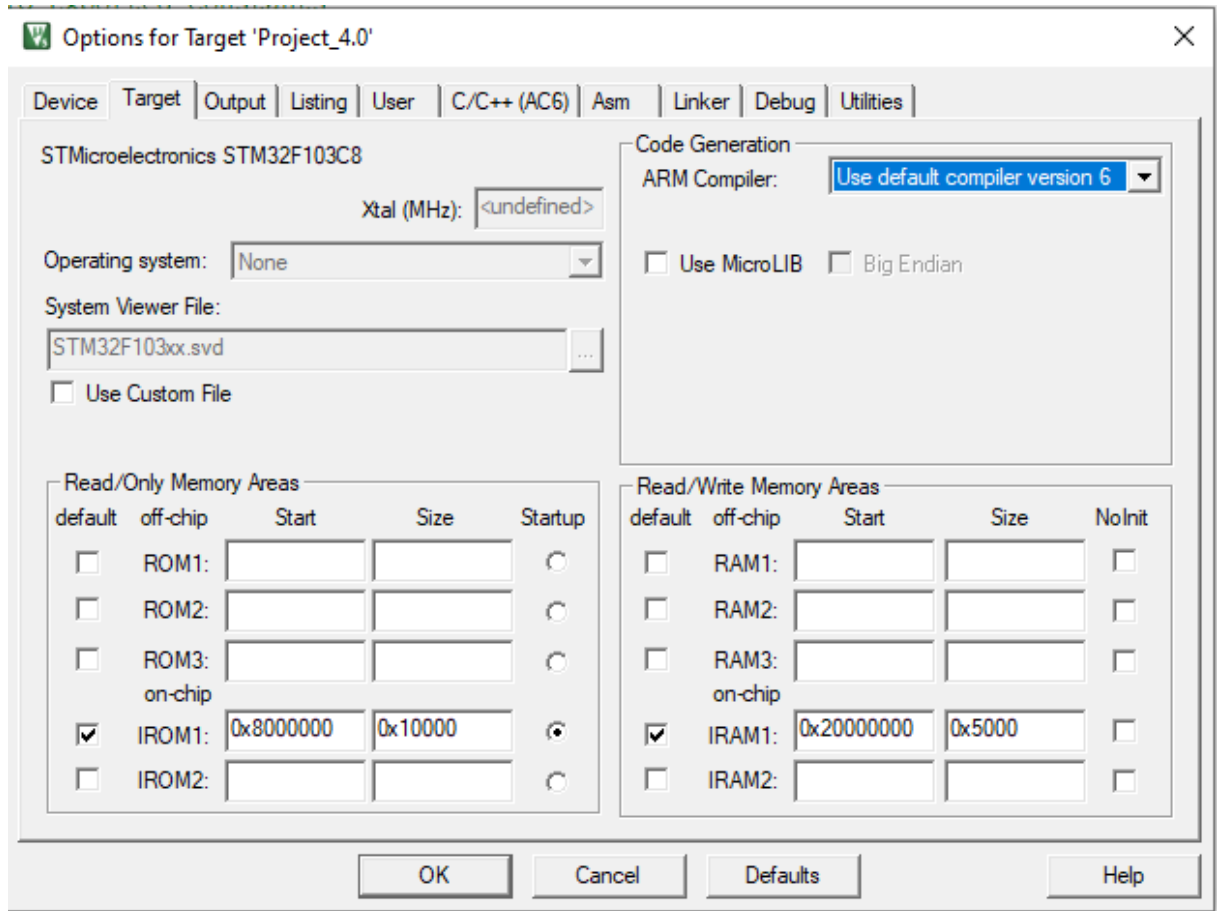 Options for Target 'Project_4.0'
Device Target Output Listing User C/C++ (AC6) Asm Linker Debug Utilities
STMicroelectronics STM32F103C8
Xtal (MHz): <undefined>
Operating system: None
System Viewer File:
STM32F103xx.svd ...
Use Custom File
Code Generation
ARM Compiler: Use default compiler version 6
Use MicroLIB Big Endian
Read/Only Memory Areas
default off-chip Start Size Startup
ROM1:
ROM2:
ROM3:
on-chip
IROM1: 0x8000000 0x10000
IROM2:
Read/Write Memory Areas
default off-chip Start Size NoInit
RAM1:
RAM2:
RAM3:
on-chip
IRAM1: 0x20000000 0x5000
IRAM2:
OK Cancel Defaults Help